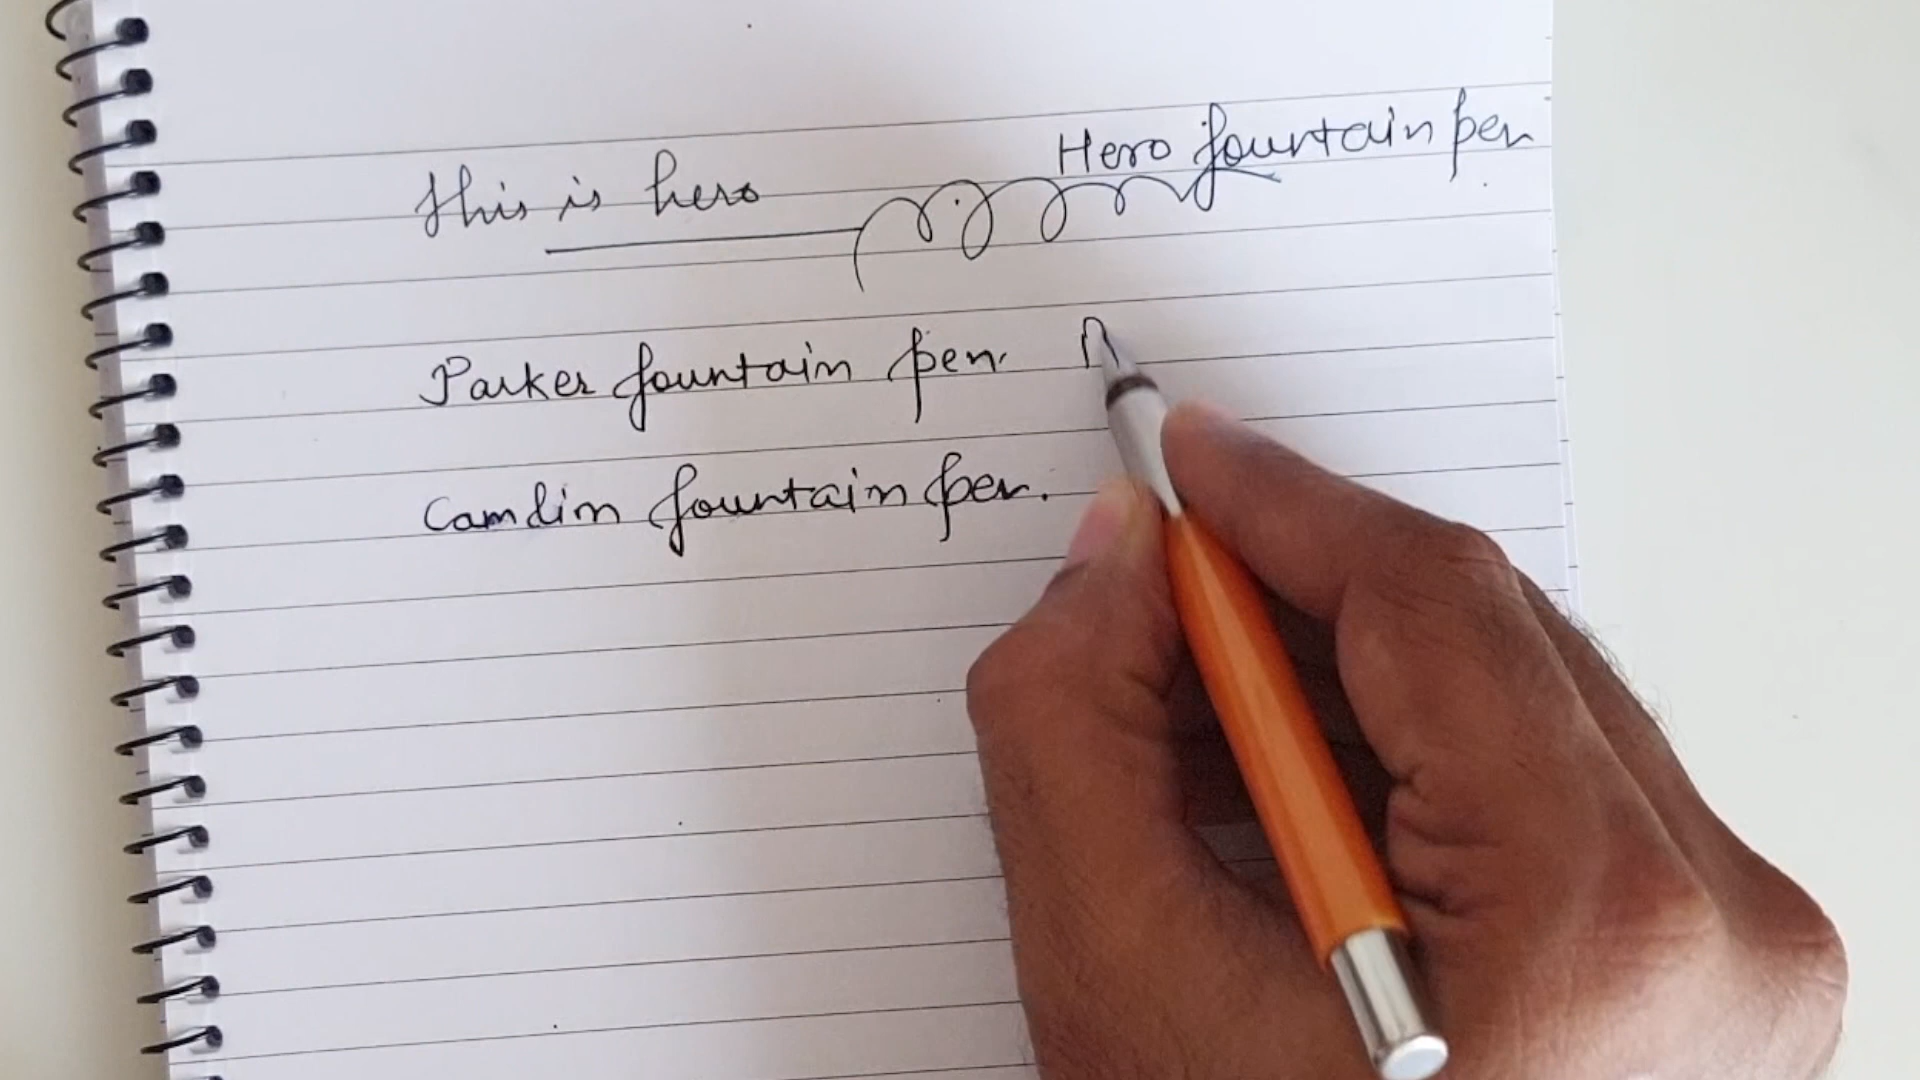 this is hero
Hero fountain pen
Parker fountain pen.
Camlin fountain pen.